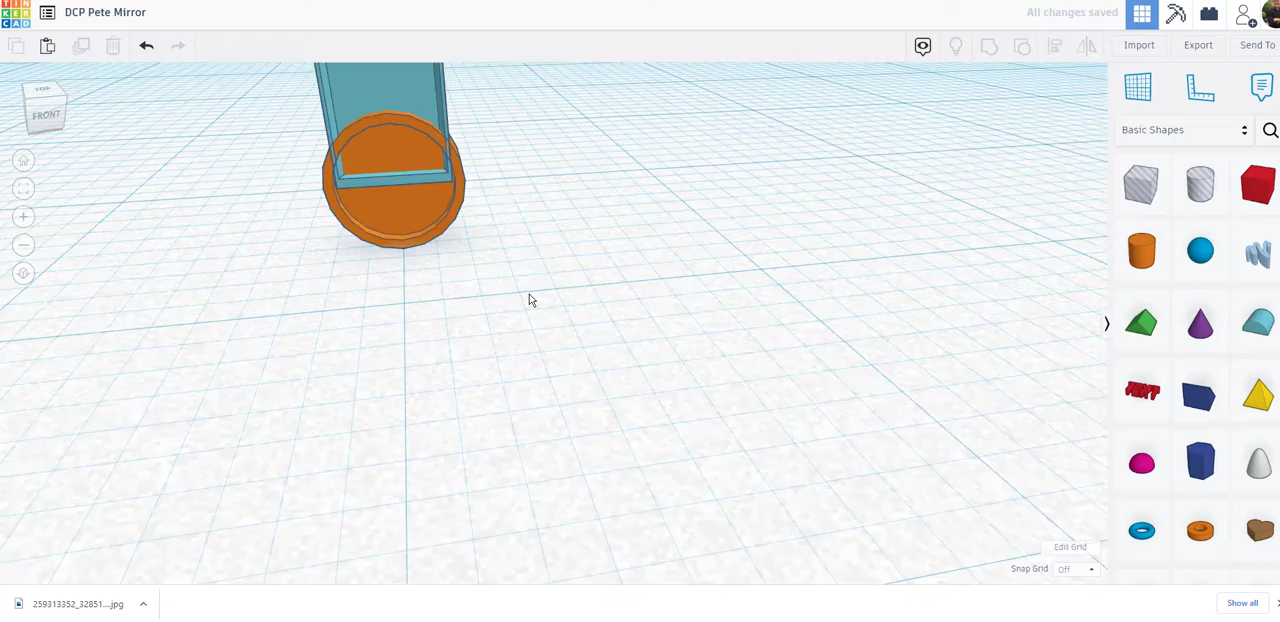 TIN
KER
CAD
DCP Pete Mirror
All changes saved
Import
Export
Send To
TOP
FRONT
Basic Shapes
TEXT
Edit Grid
Snap Grid
Off
259313352_32851....jpg
Show all